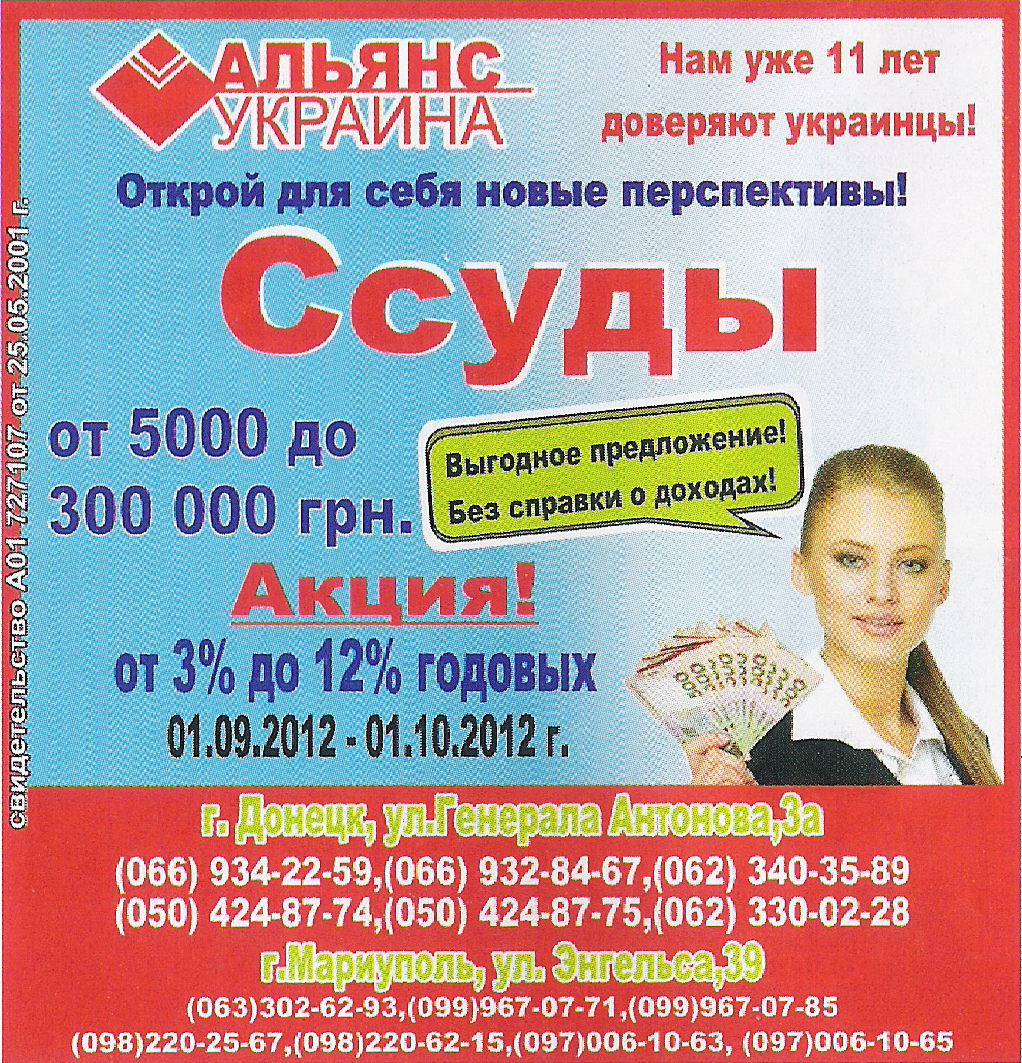 АЛЬЯНС
УКРАИНА
Нам уже 11 лет
доверяют украинцы!
Открой для себя новые перспективы!
Ссуды
от 5000 до
300 000 грн.
Выгодное предложение!
Без справки о доходах!
Акция!
от 3% до 12% годовых
01.09.2012 - 01.10.2012 г.
свидетельство А01 727107 от 25.05.2001 г.
г. Донецк, ул.Генерала Антонова,3а
(066) 934-22-59,(066) 932-84-67,(062) 340-35-89
(050) 424-87-74,(050) 424-87-75,(062) 330-02-28
г.Мариуполь, ул. Энгельса,39
(063)302-62-93,(099)967-07-71,(099)967-07-85
(098)220-25-67,(098)220-62-15,(097)006-10-63, (097)006-10-65